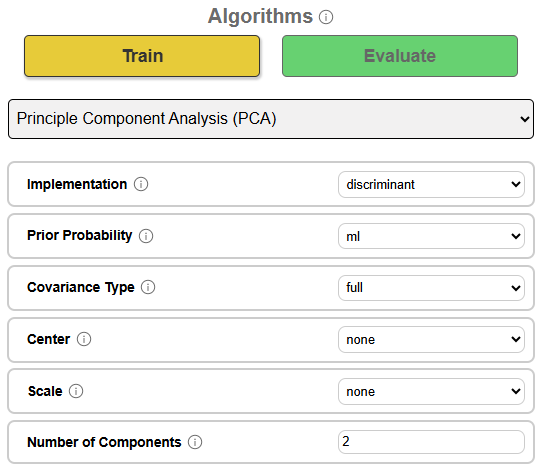 Algorithms
Train Evaluate
Principle Component Analysis (PCA)
Implementation discriminant
Prior Probability ml
Covariance Type full
Center none
Scale none
Number of Components 2